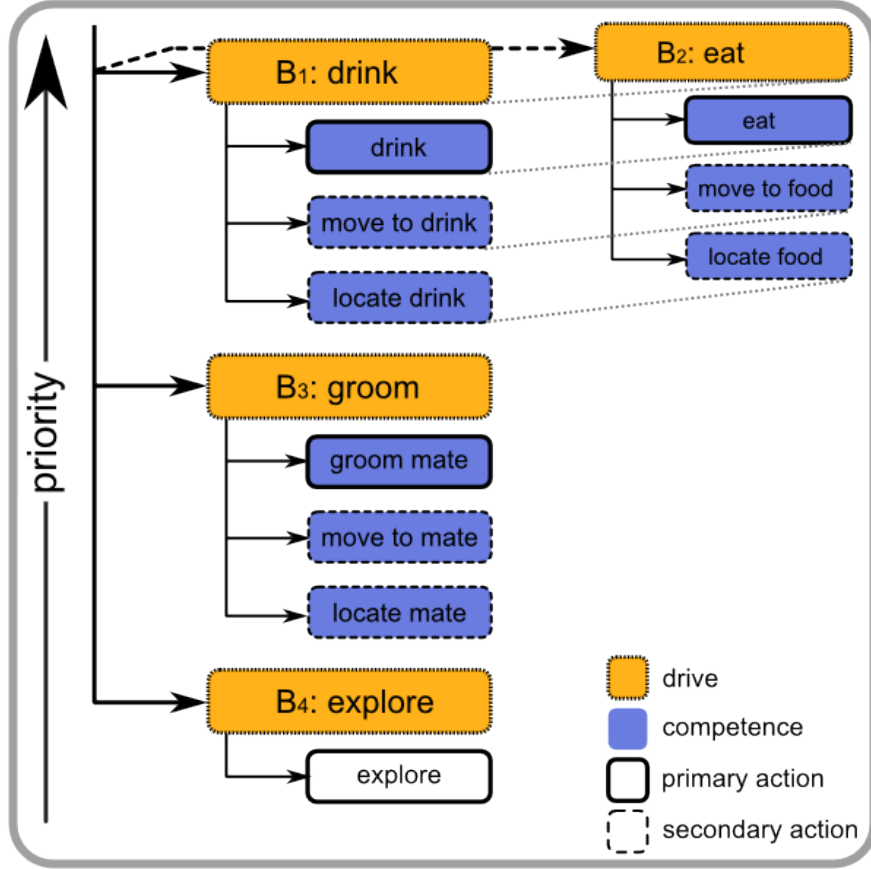 priority
B1: drink
drink
move to drink
locate drink
B2: eat
eat
move to food
locate food
B3: groom
groom mate
move to mate
locate mate
B4: explore
explore
drive
competence
primary action
secondary action